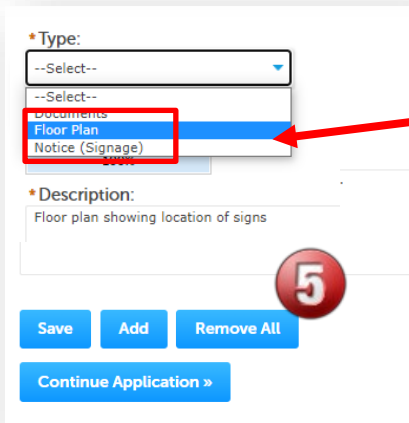 *Type:
--Select--
--Select--
Documents
Floor Plan
Notice (Signage)
100%
*Description:
Floor plan showing location of signs
5
Save Add Remove All
Continue Application »